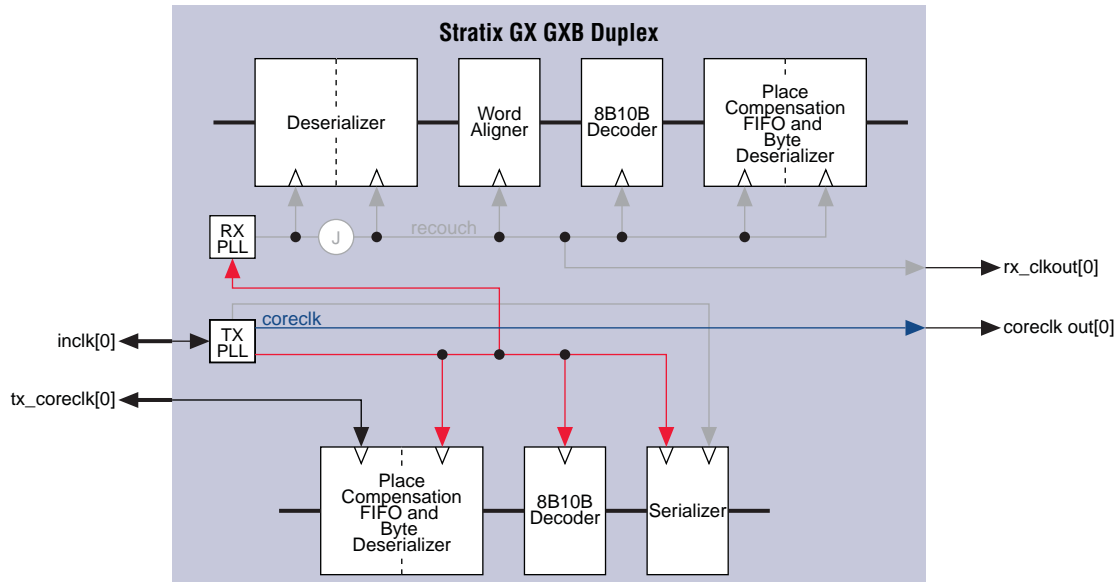 Stratix GX GXB Duplex
Deserializer
Word
Aligner
8B10B
Decoder
Place
Compensation
FIFO and
Byte
Deserializer
RX
PLL
J
recouch
rx_clkout[0]
coreclk
inclk[0]
TX
PLL
coreclk out[0]
tx_coreclk[0]
Place
Compensation
FIFO and
Byte
Deserializer
8B10B
Decoder
Serializer